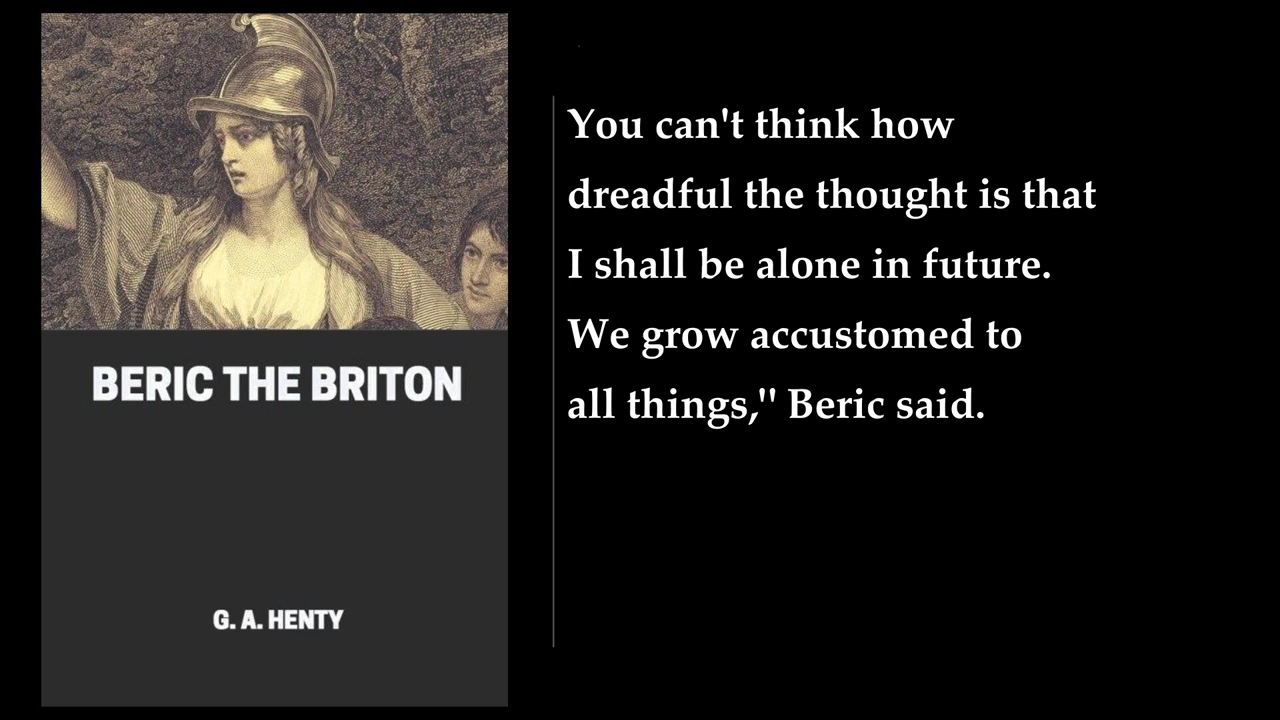 BERIC THE BRITON
G. A. HENTY
You can't think how
dreadful the thought is that
I shall be alone in future.
We grow accustomed to
all things," Beric said.